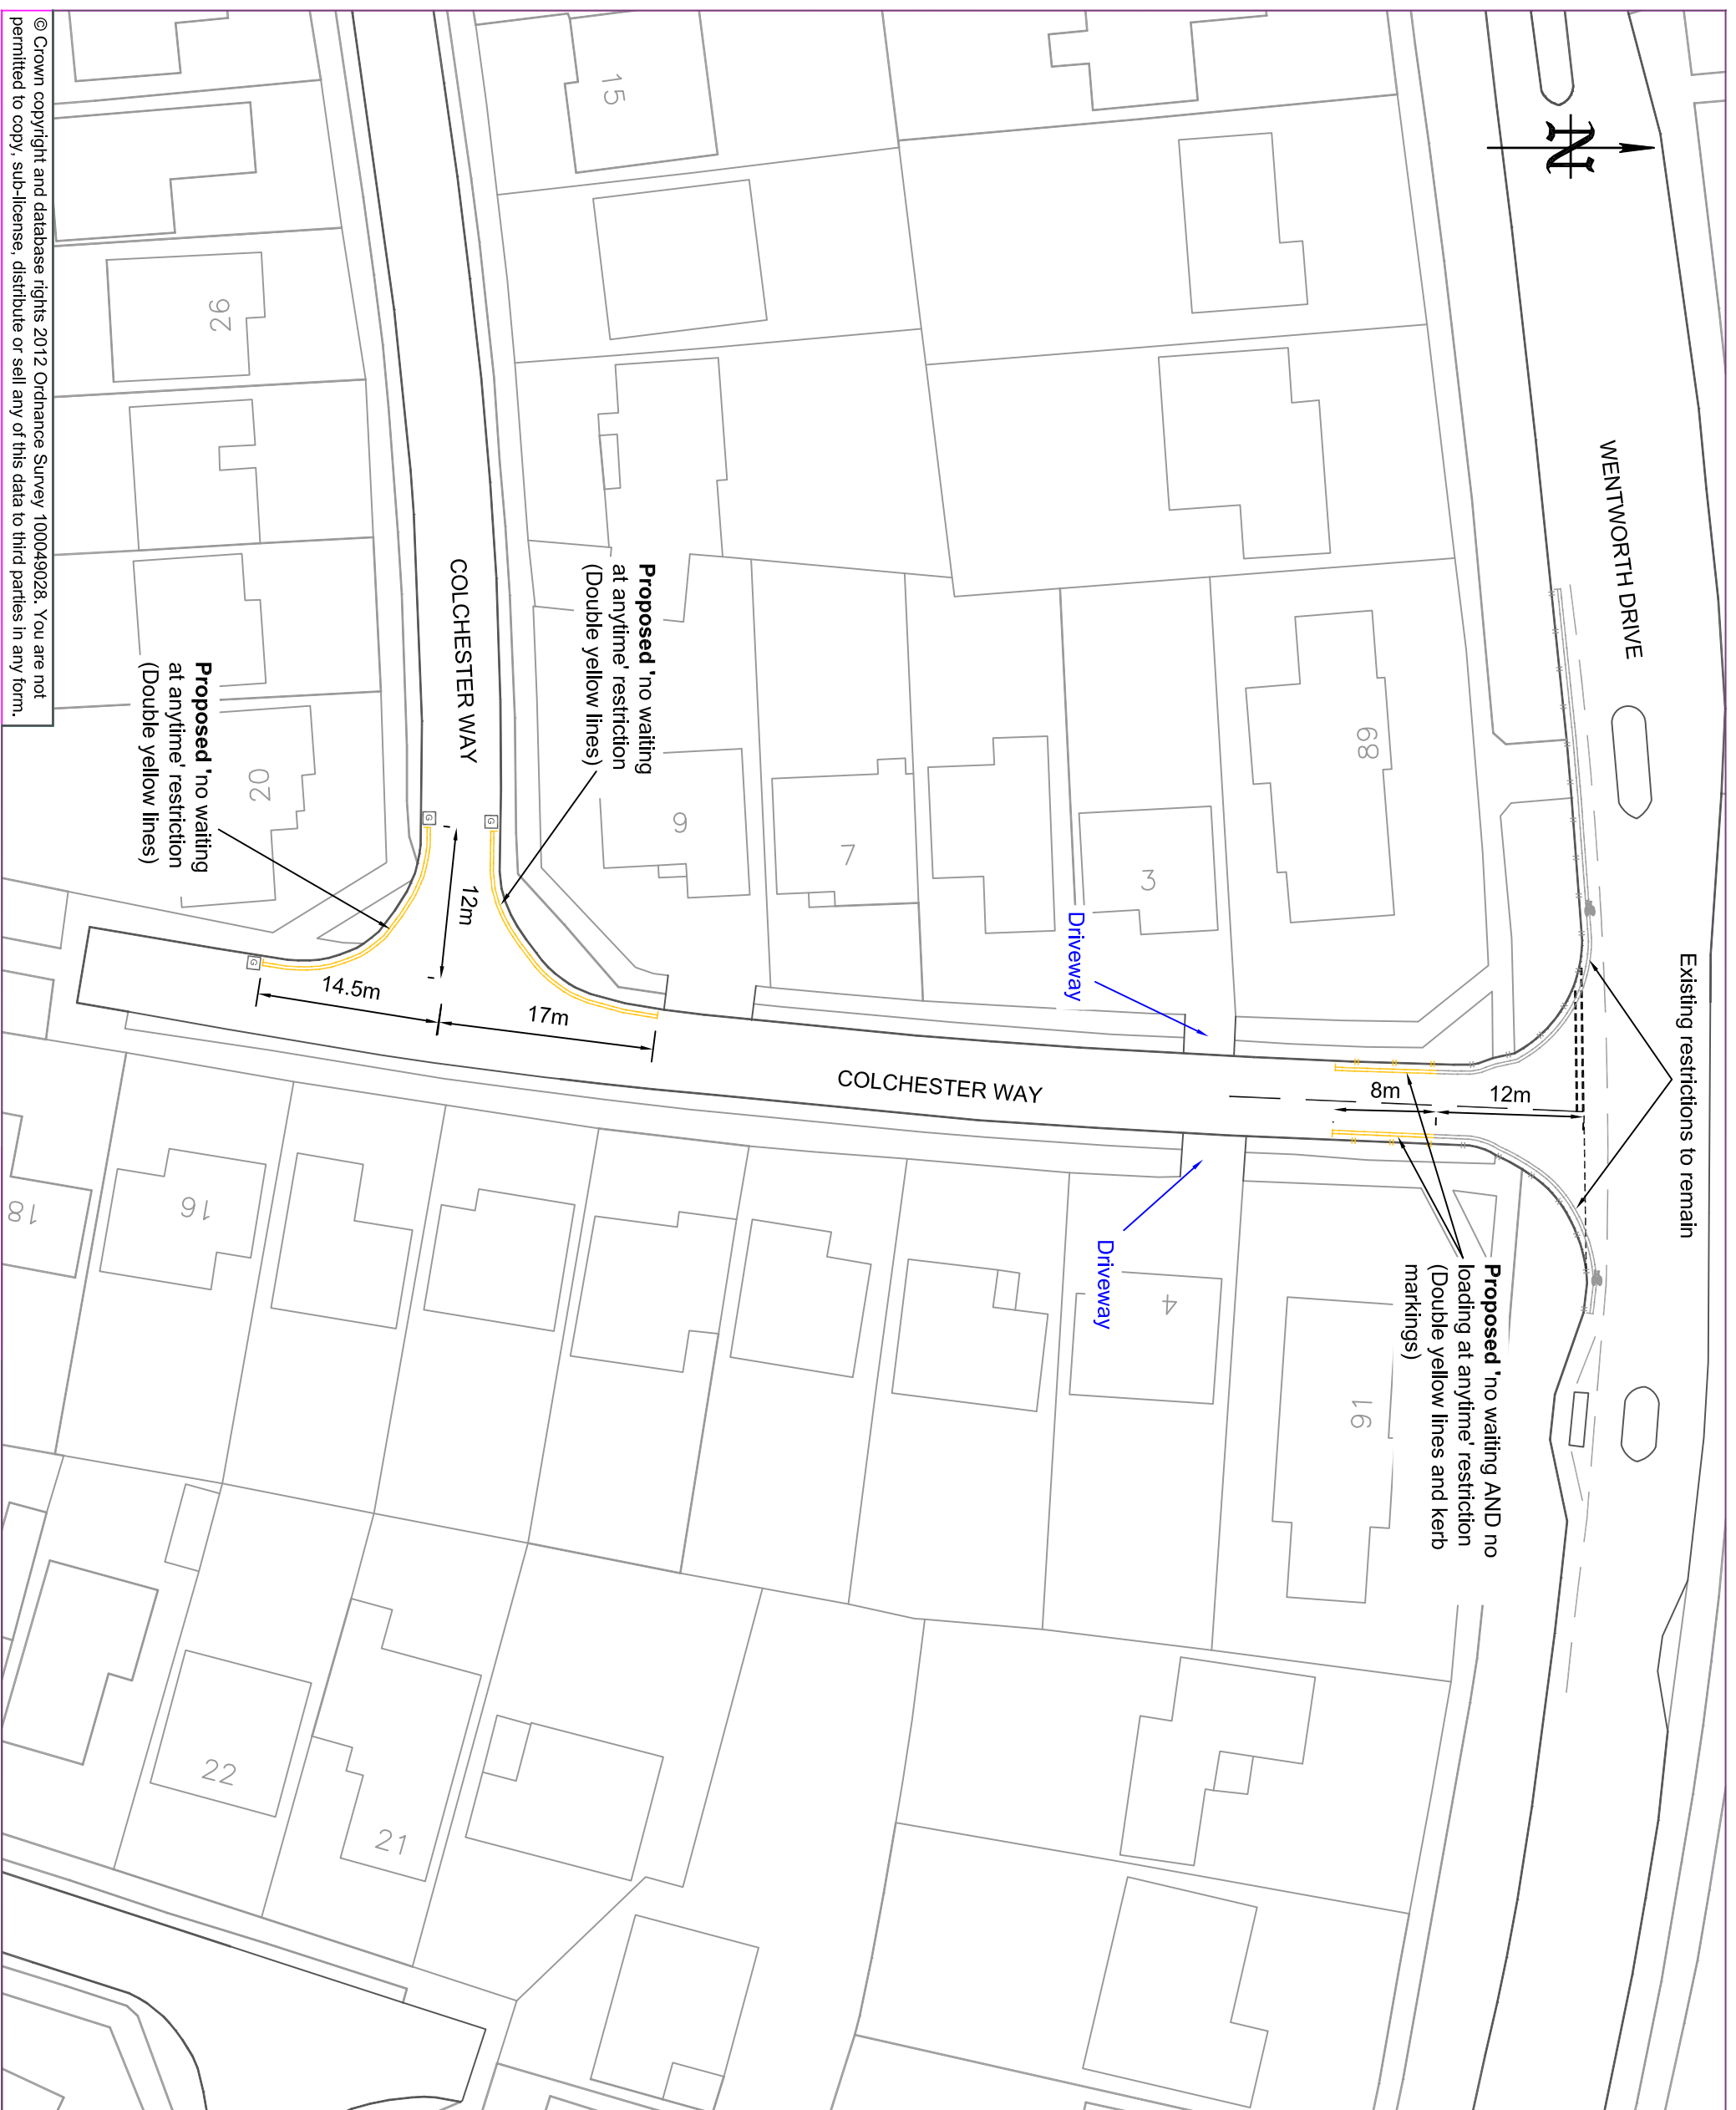 Existing restrictions to remain
WENTWORTH DRIVE
N
Proposed 'no waiting AND no
loading at anytime' restriction
(Double yellow lines and kerb
markings)
12m
8m
89
91
Driveway
Driveway
3
4
7
9
COLCHESTER WAY
Proposed 'no waiting
at anytime' restriction
(Double yellow lines)
15
17m
12m
14.5m
G
G
G
COLCHESTER WAY
Proposed 'no waiting
at anytime' restriction
(Double yellow lines)
26
20
16
18
21
22
© Crown copyright and database rights 2012 Ordnance Survey 100049028. You are not
permitted to copy, sub-license, distribute or sell any of this data to third parties in any form.